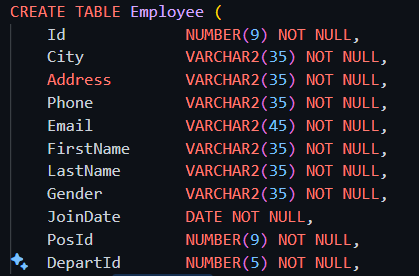 CREATE TABLE Employee (
    Id            NUMBER(9) NOT NULL,
    City          VARCHAR2(35) NOT NULL,
    Address       VARCHAR2(35) NOT NULL,
    Phone         VARCHAR2(35) NOT NULL,
    Email         VARCHAR2(45) NOT NULL,
    FirstName     VARCHAR2(35) NOT NULL,
    LastName      VARCHAR2(35) NOT NULL,
    Gender        VARCHAR2(35) NOT NULL,
    JoinDate      DATE NOT NULL,
    PosId         NUMBER(9) NOT NULL,
    DepartId      NUMBER(5) NOT NULL,